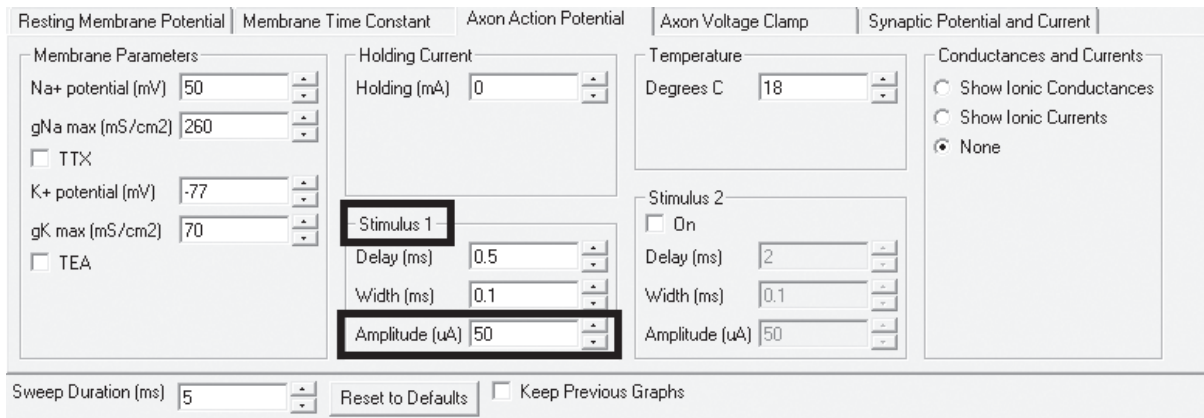 Resting Membrane Potential Membrane Time Constant Axon Action Potential Axon Voltage Clamp Synaptic Potential and Current
Membrane Parameters
Na+ potential (mV) 50
gNa max (mS/cm2) 260
TTX
K+ potential (mV) -77
gK max (mS/cm2) 70
TEA
Holding Current
Holding (mA) 0
Stimulus 1
Delay (ms) 0.5
Width (ms) 0.1
Amplitude (uA) 50
Temperature
Degrees C 18
Stimulus 2
On
Delay (ms) 2
Width (ms) 0.1
Amplitude (uA) 50
Conductances and Currents
Show Ionic Conductances
Show Ionic Currents
None
Sweep Duration (ms) 5 Reset to Defaults Keep Previous Graphs